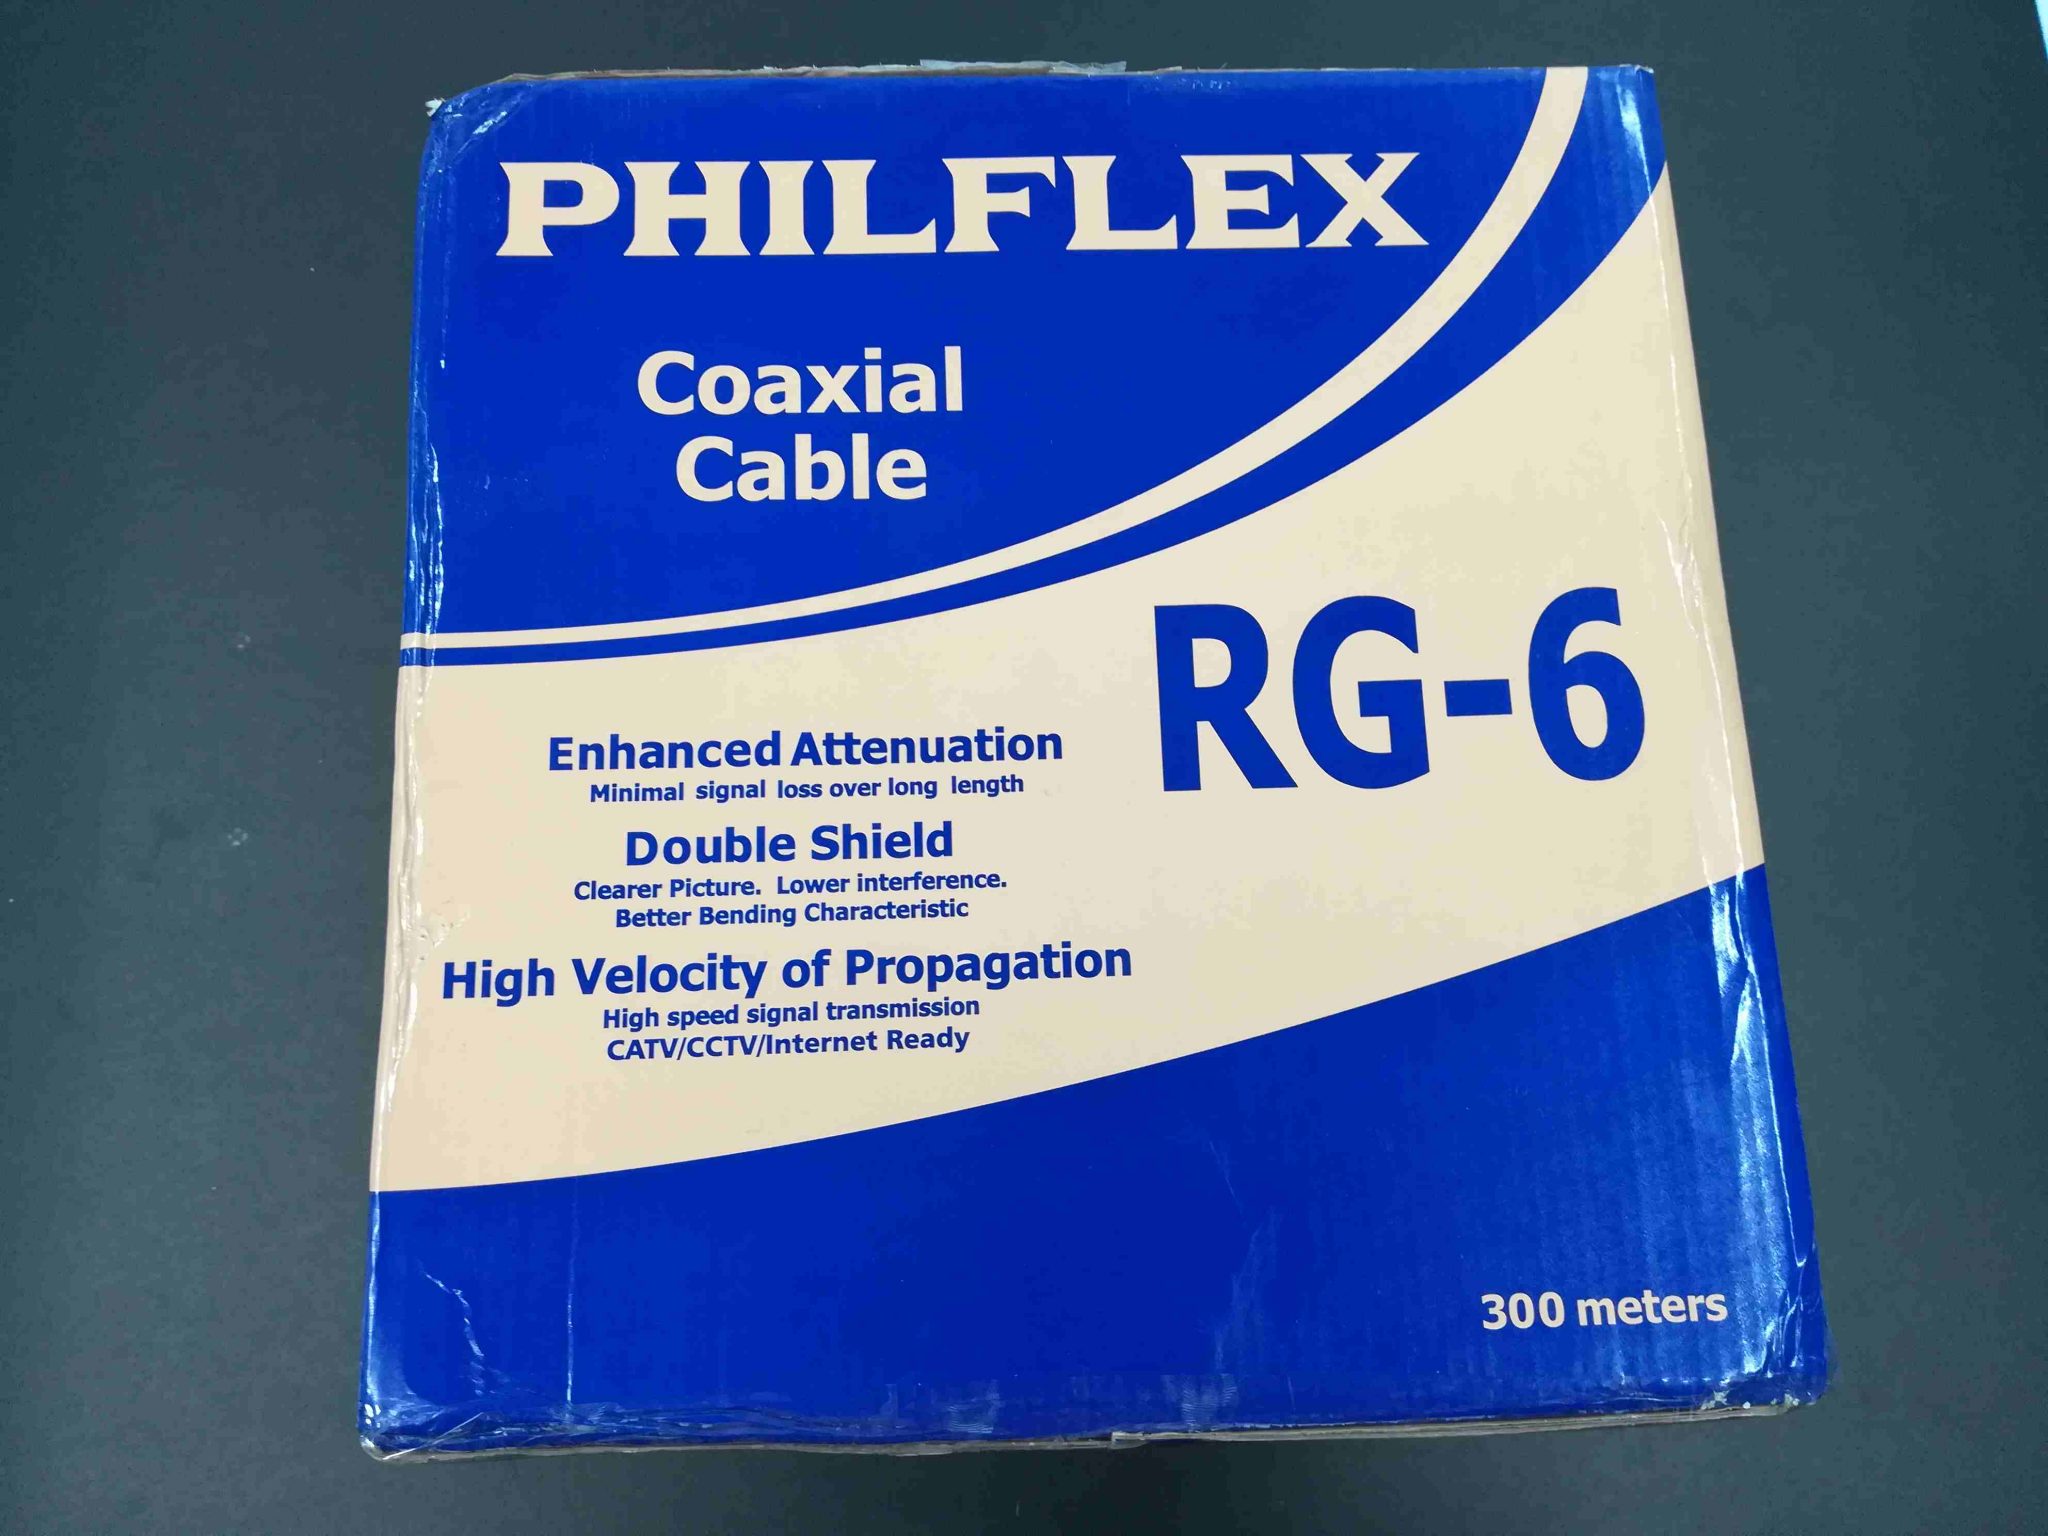 PHILFLEX
Coaxial
Cable
RG-6
Enhanced Attenuation
Minimal signal loss over long length
Double Shield
Clearer Picture. Lower interference.
Better Bending Characteristic
High Velocity of Propagation
High speed signal transmission
CATV/CCTV/Internet Ready
300 meters